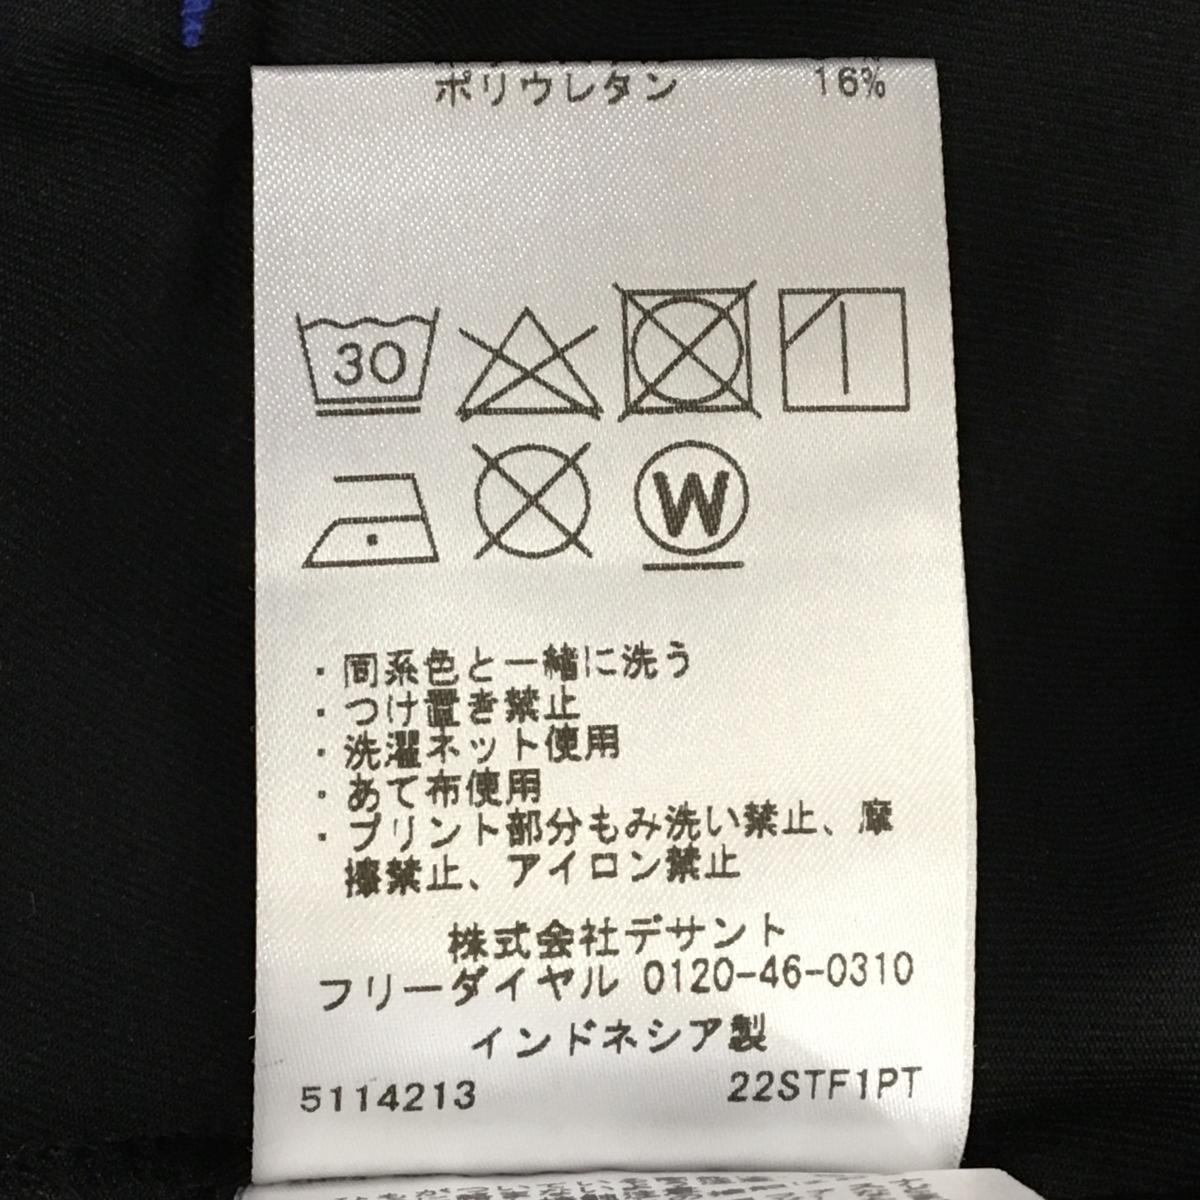 ポリウレタン 16%
30
W
・同系色と一緒に洗う
・つけ置き禁止
・洗濯ネット使用
・あて布使用
・プリント部分もみ洗い禁止、摩
擦禁止、アイロン禁止
株式会社デサント
フリーダイヤル 0120-46-0310
インドネシア製
5114213 22STF1PT